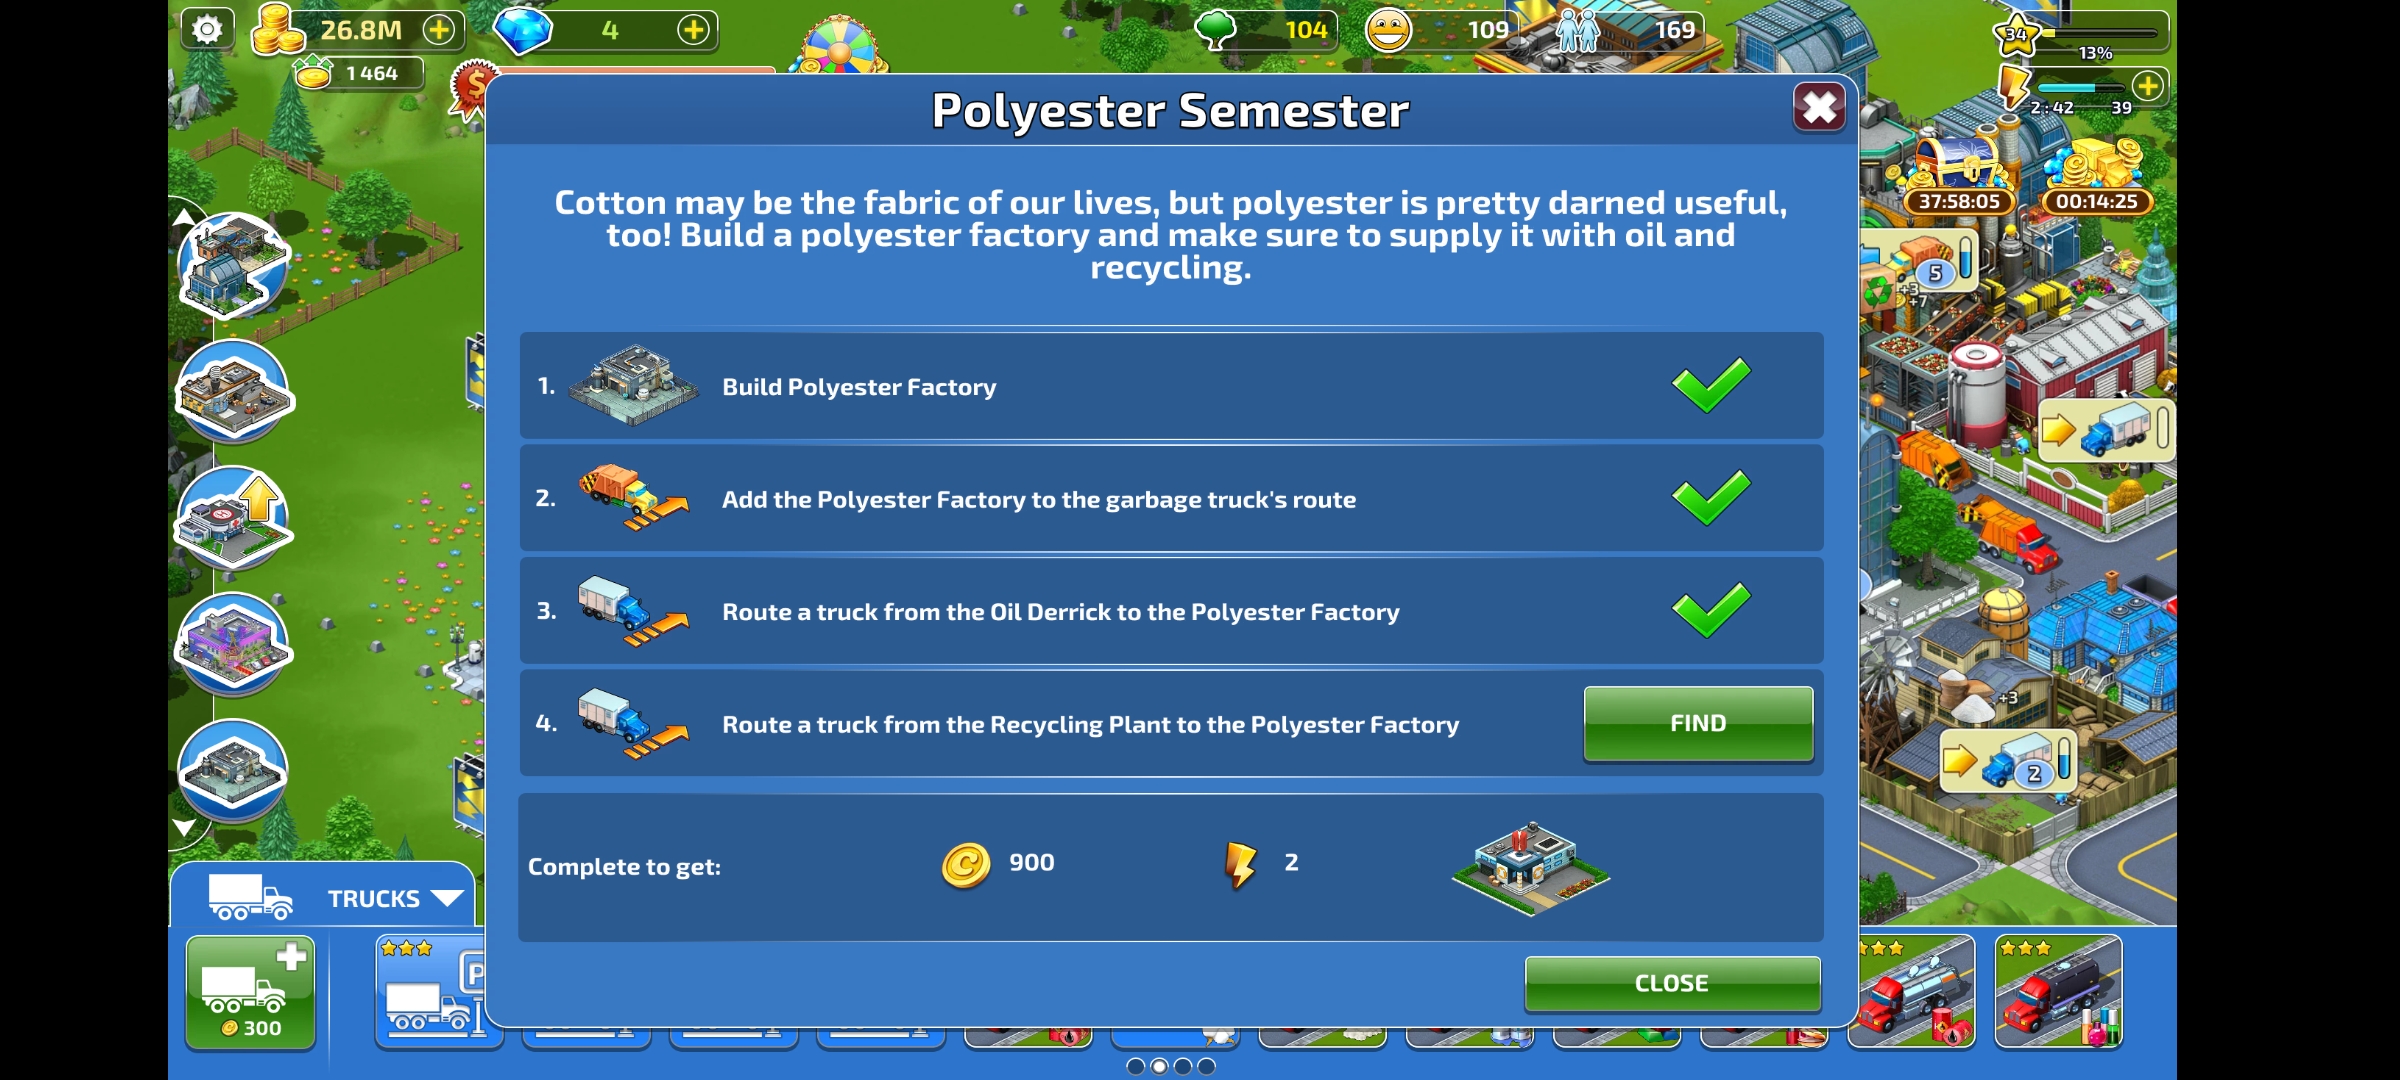 26.8M
4
104
109
169
34
13%
1 464
2:42
39
Polyester Semester
37:58:05
00:14:25
Cotton may be the fabric of our lives, but polyester is pretty darned useful,
too! Build a polyester factory and make sure to supply it with oil and
recycling.
5
+3
+7
1.
Build Polyester Factory
2.
Add the Polyester Factory to the garbage truck's route
3.
Route a truck from the Oil Derrick to the Polyester Factory
4.
Route a truck from the Recycling Plant to the Polyester Factory
FIND
+3
2
Complete to get:
900
2
TRUCKS
CLOSE
P
300